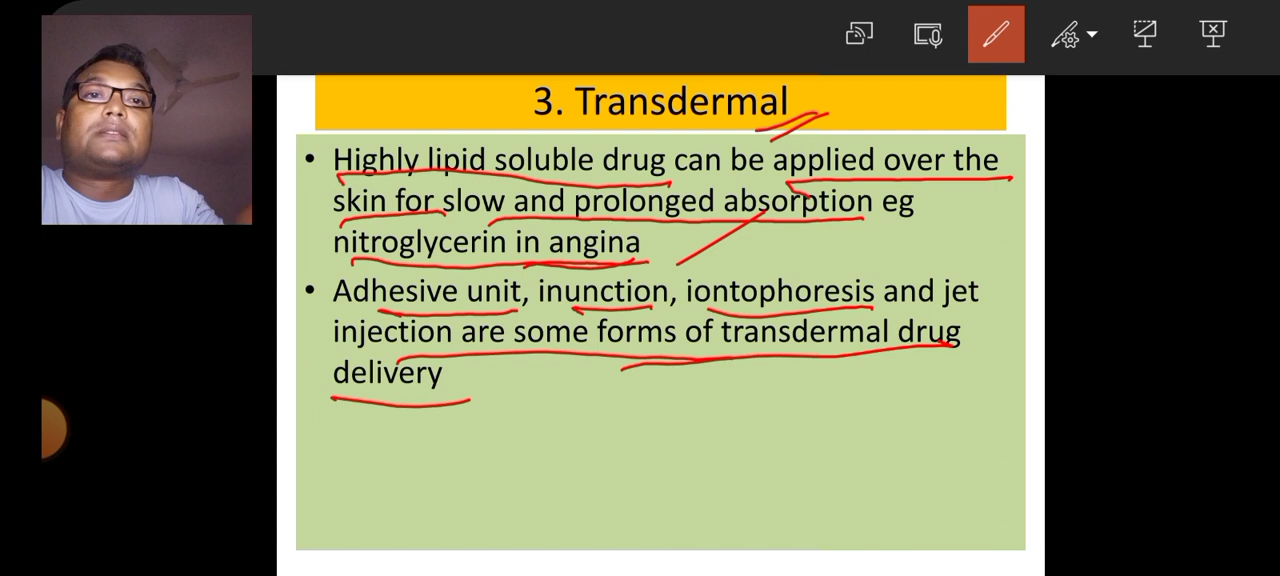 3. Transdermal
• Highly lipid soluble drug can be applied over the
skin for slow and prolonged absorption eg
nitroglycerin in angina
• Adhesive unit, inunction, iontophoresis and jet
injection are some forms of transdermal drug
delivery